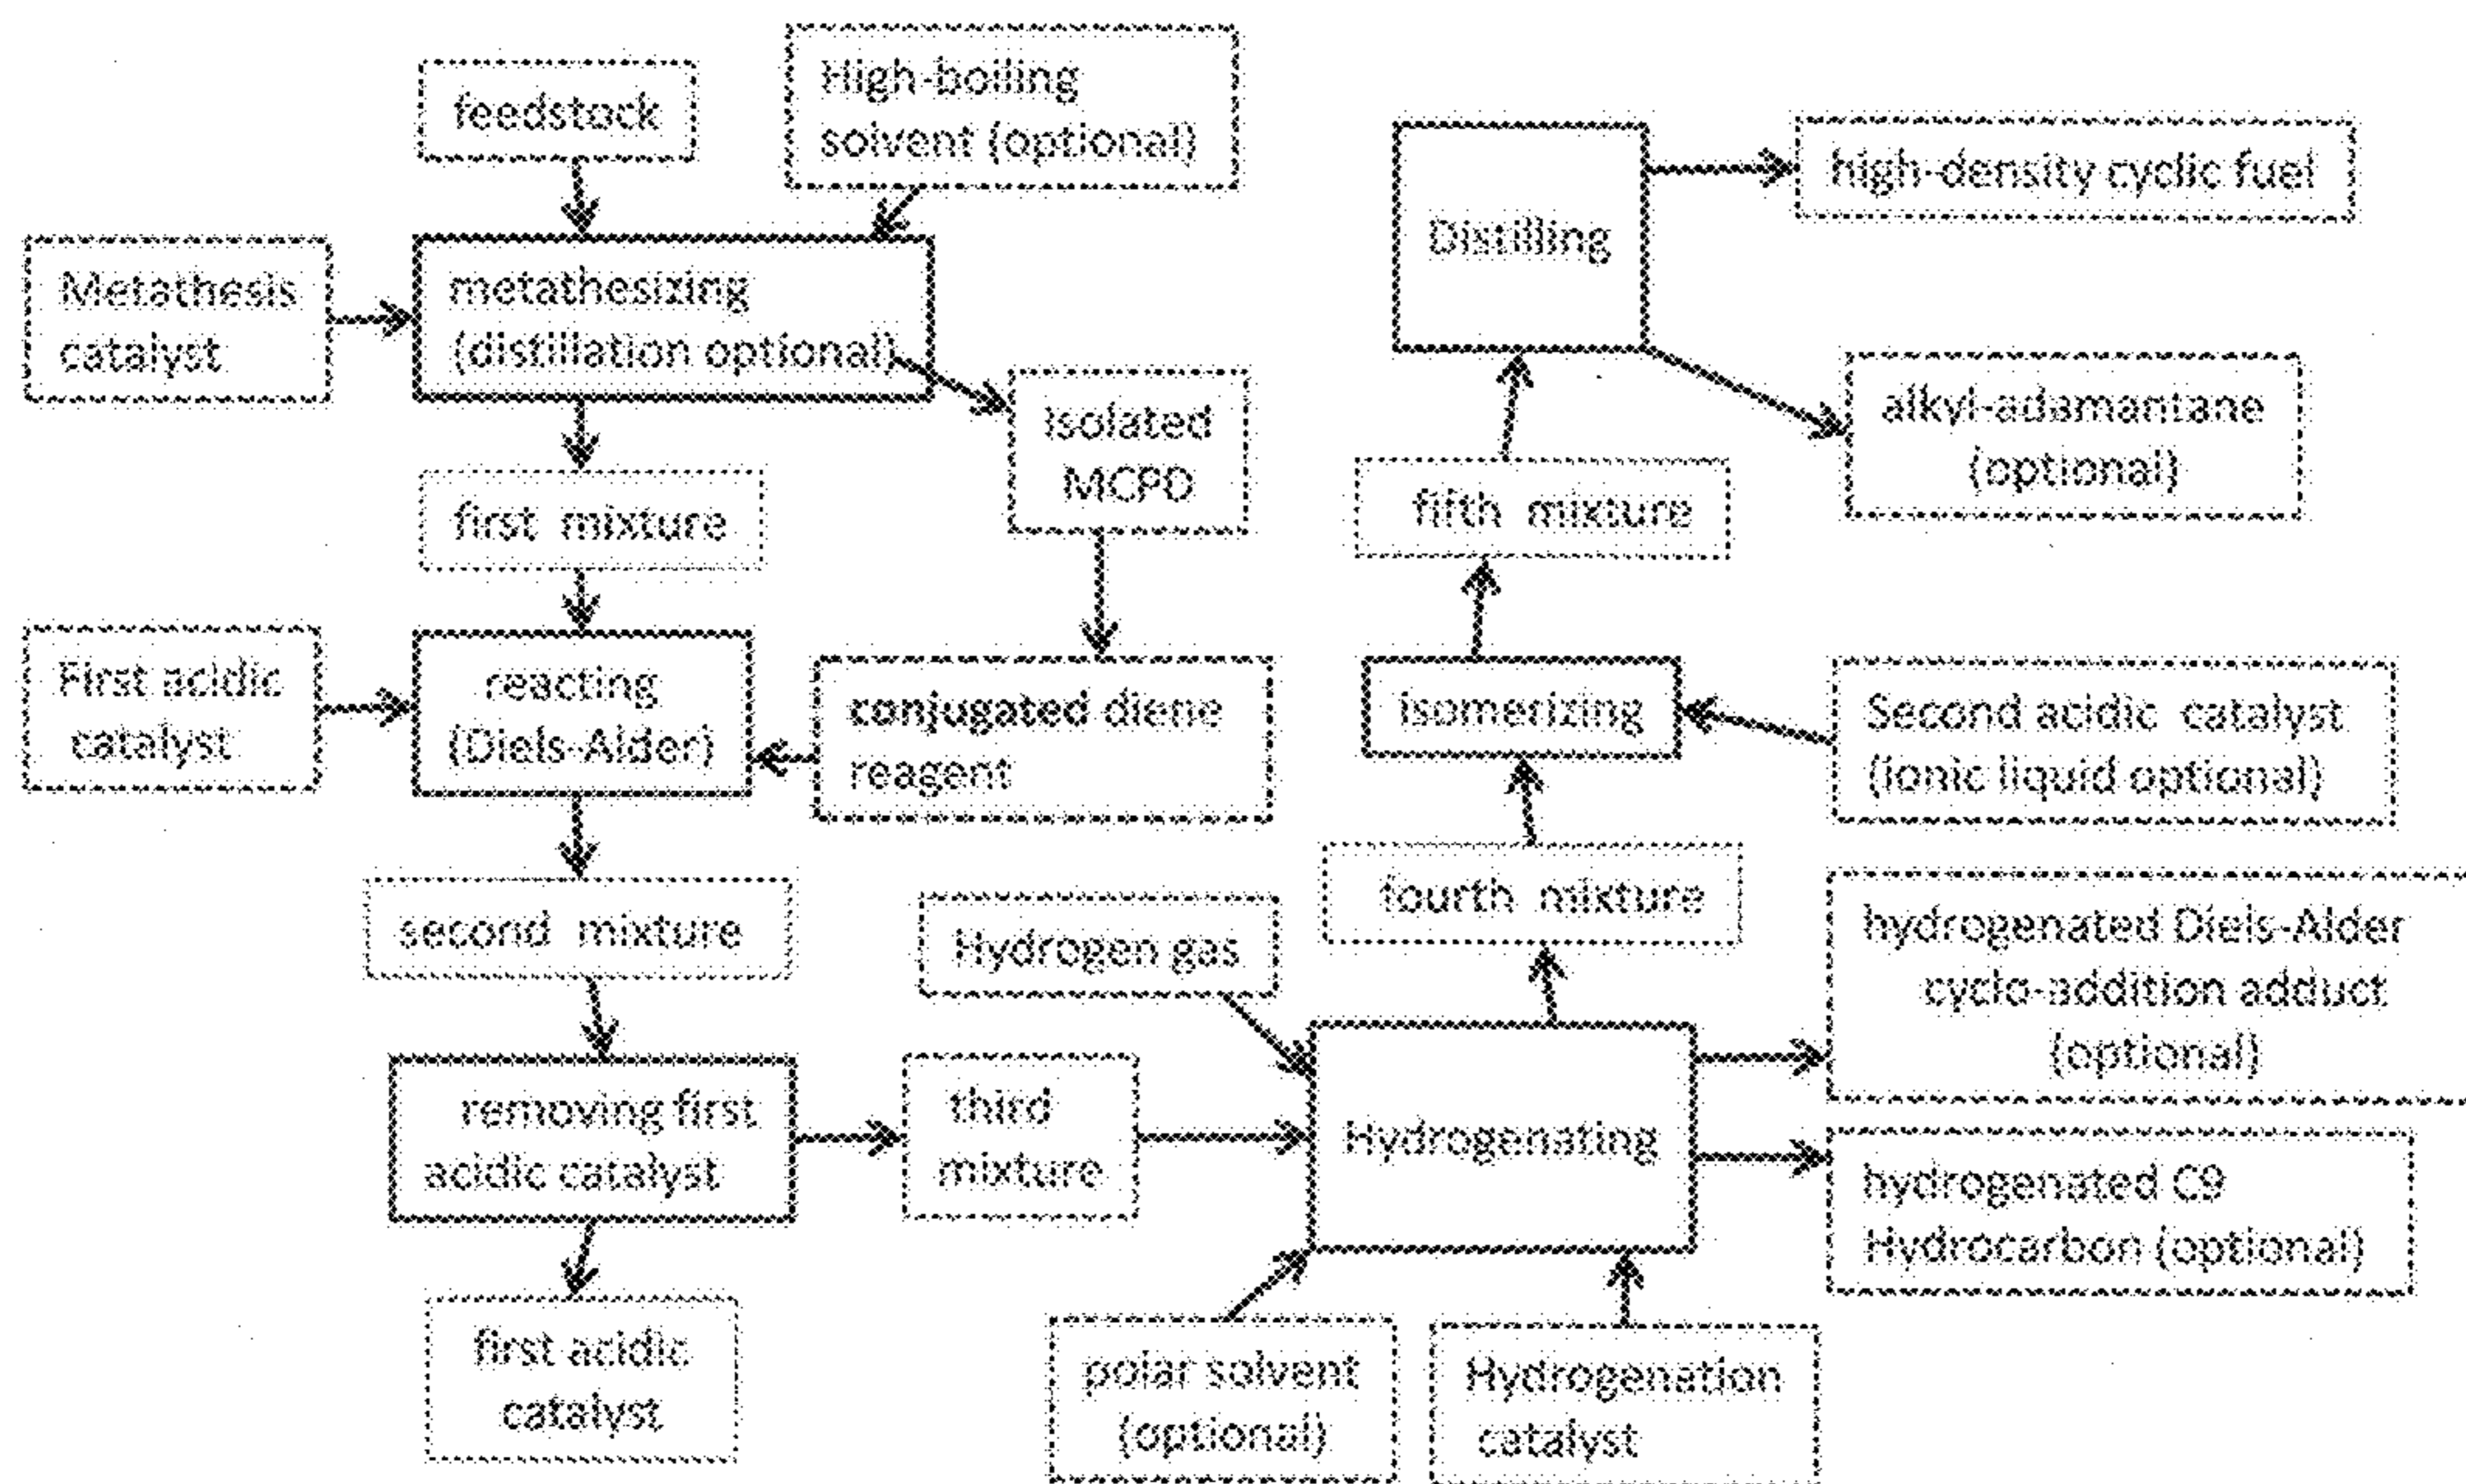 feedstock
High-boiling
solvent (optional)
Metathesis
catalyst
metathesizing
(distillation optional)
Isolated
MCPD
first mixture
First acidic
catalyst
reacting
(Diels-Alder)
conjugated diene
reagent
second mixture
removing first
acidic catalyst
first acidic
catalyst
third
mixture
Hydrogen gas
Hydrogenating
polar solvent
(optional)
Hydrogenation
catalyst
hydrogenated Diels-Alder
cyclo-addition adduct
(optional)
hydrogenated C9
Hydrocarbon (optional)
fourth mixture
isomerizing
Second acidic catalyst
(ionic liquid optional)
fifth mixture
Distilling
high-density cyclic fuel
alkyl-adamantane
(optional)